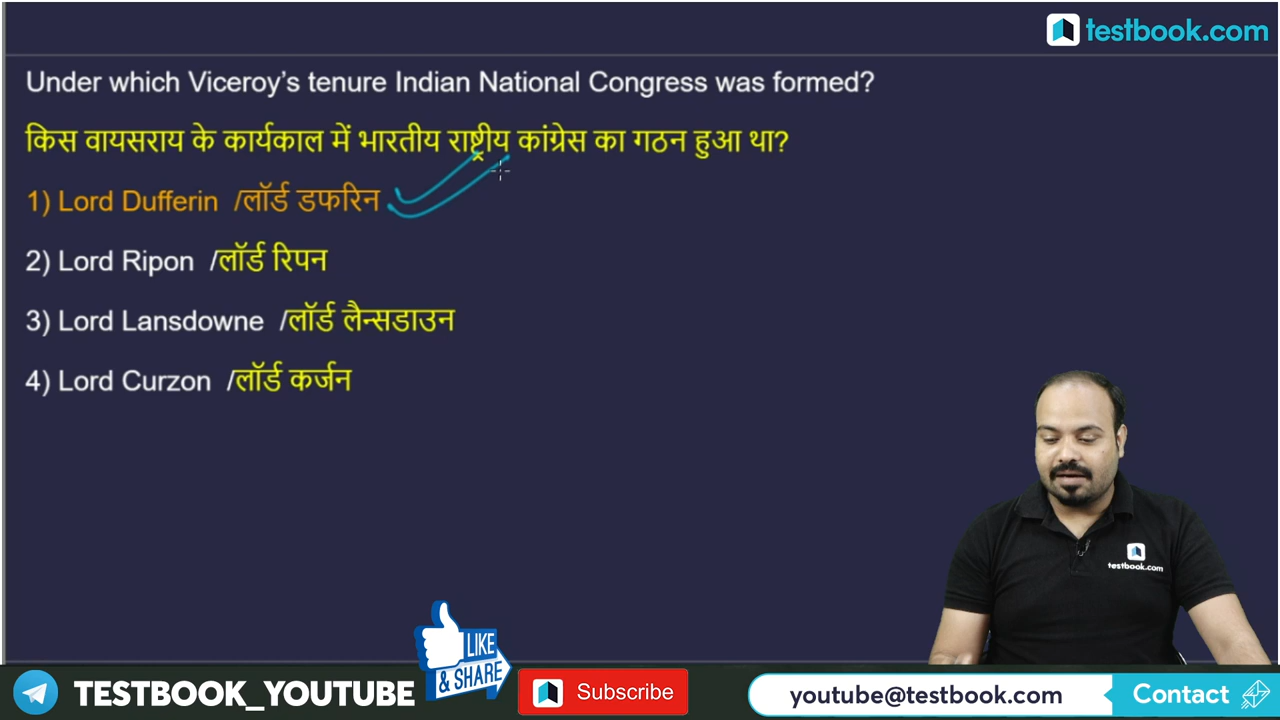 testbook.com
Under which Viceroy's tenure Indian National Congress was formed?
किस वायसराय के कार्यकाल में भारतीय राष्ट्रीय कांग्रेस का गठन हुआ था?
1) Lord Dufferin /लॉर्ड डफरिन
2) Lord Ripon /लॉर्ड रिपन
3) Lord Lansdowne /लॉर्ड लैन्सडाउन
4) Lord Curzon /लॉर्ड कर्जन
testbook.com
LIKE
& SHARE
TESTBOOK_YOUTUBE
Subscribe
youtube@testbook.com
Contact